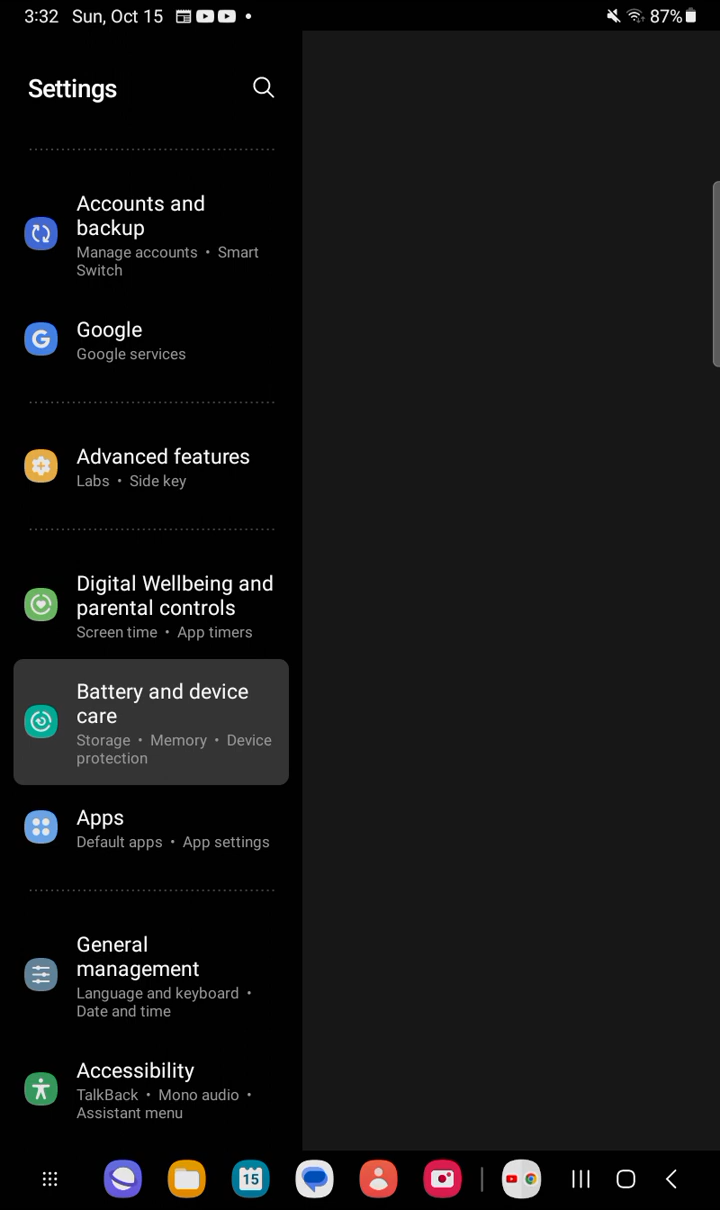 3:32 Sun, Oct 15 87%
Settings
Accounts and
backup
Manage accounts • Smart
Switch
Google
Google services
Advanced features
Labs • Side key
Digital Wellbeing and
parental controls
Screen time • App timers
Battery and device
care
Storage • Memory • Device
protection
Apps
Default apps • App settings
General
management
Language and keyboard •
Date and time
Accessibility
TalkBack • Mono audio •
Assistant menu
15